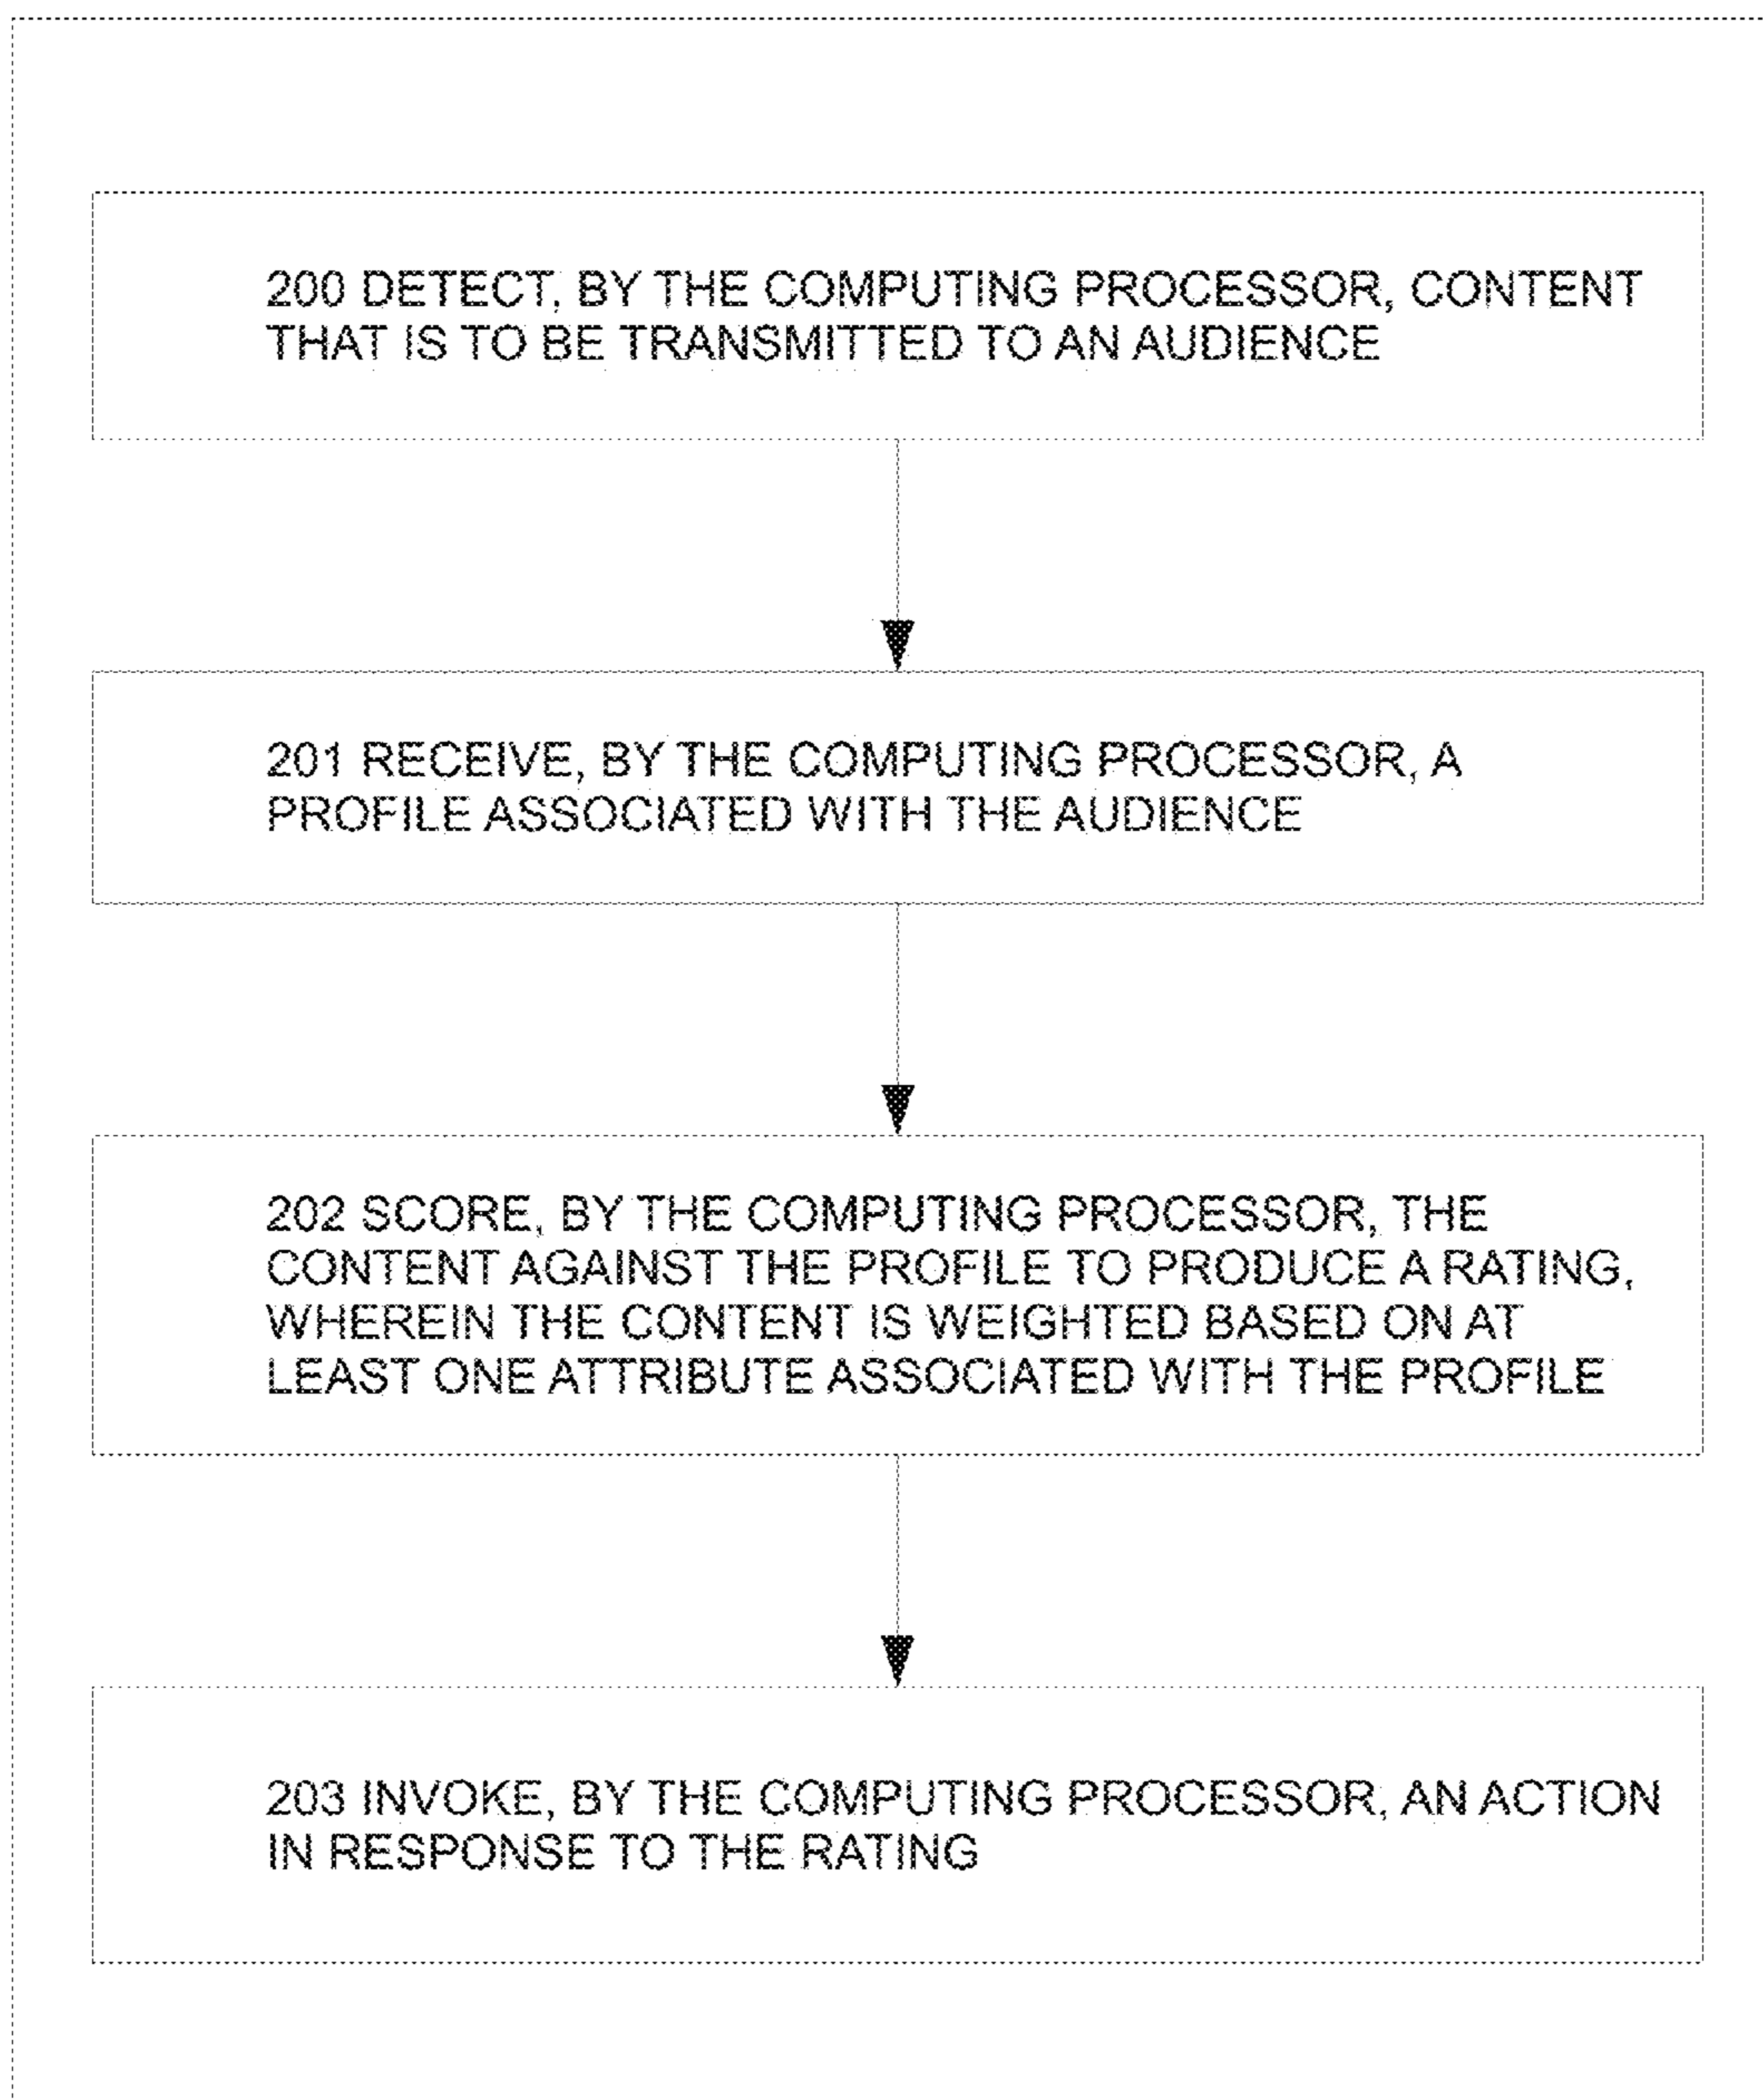 200 DETECT, BY THE COMPUTING PROCESSOR, CONTENT
THAT IS TO BE TRANSMITTED TO AN AUDIENCE
201 RECEIVE, BY THE COMPUTING PROCESSOR, A
PROFILE ASSOCIATED WITH THE AUDIENCE
202 SCORE, BY THE COMPUTING PROCESSOR, THE
CONTENT AGAINST THE PROFILE TO PRODUCE A RATING,
WHEREIN THE CONTENT IS WEIGHTED BASED ON AT
LEAST ONE ATTRIBUTE ASSOCIATED WITH THE PROFILE
203 INVOKE, BY THE COMPUTING PROCESSOR, AN ACTION
IN RESPONSE TO THE RATING